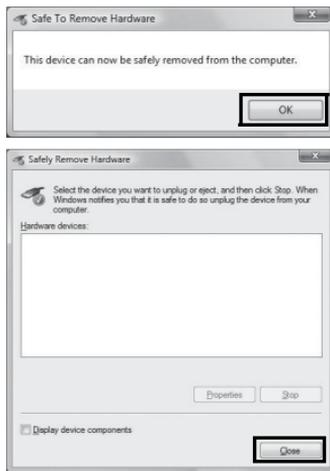 Safe To Remove Hardware
This device can now be safely removed from the computer.
OK
Safely Remove Hardware
Select the device you want to unplug or eject, and then click Stop. When
Windows notifies you that it is safe to do so unplug the device from your
computer.
Hardware devices:
Properties Stop
Display device components
Close